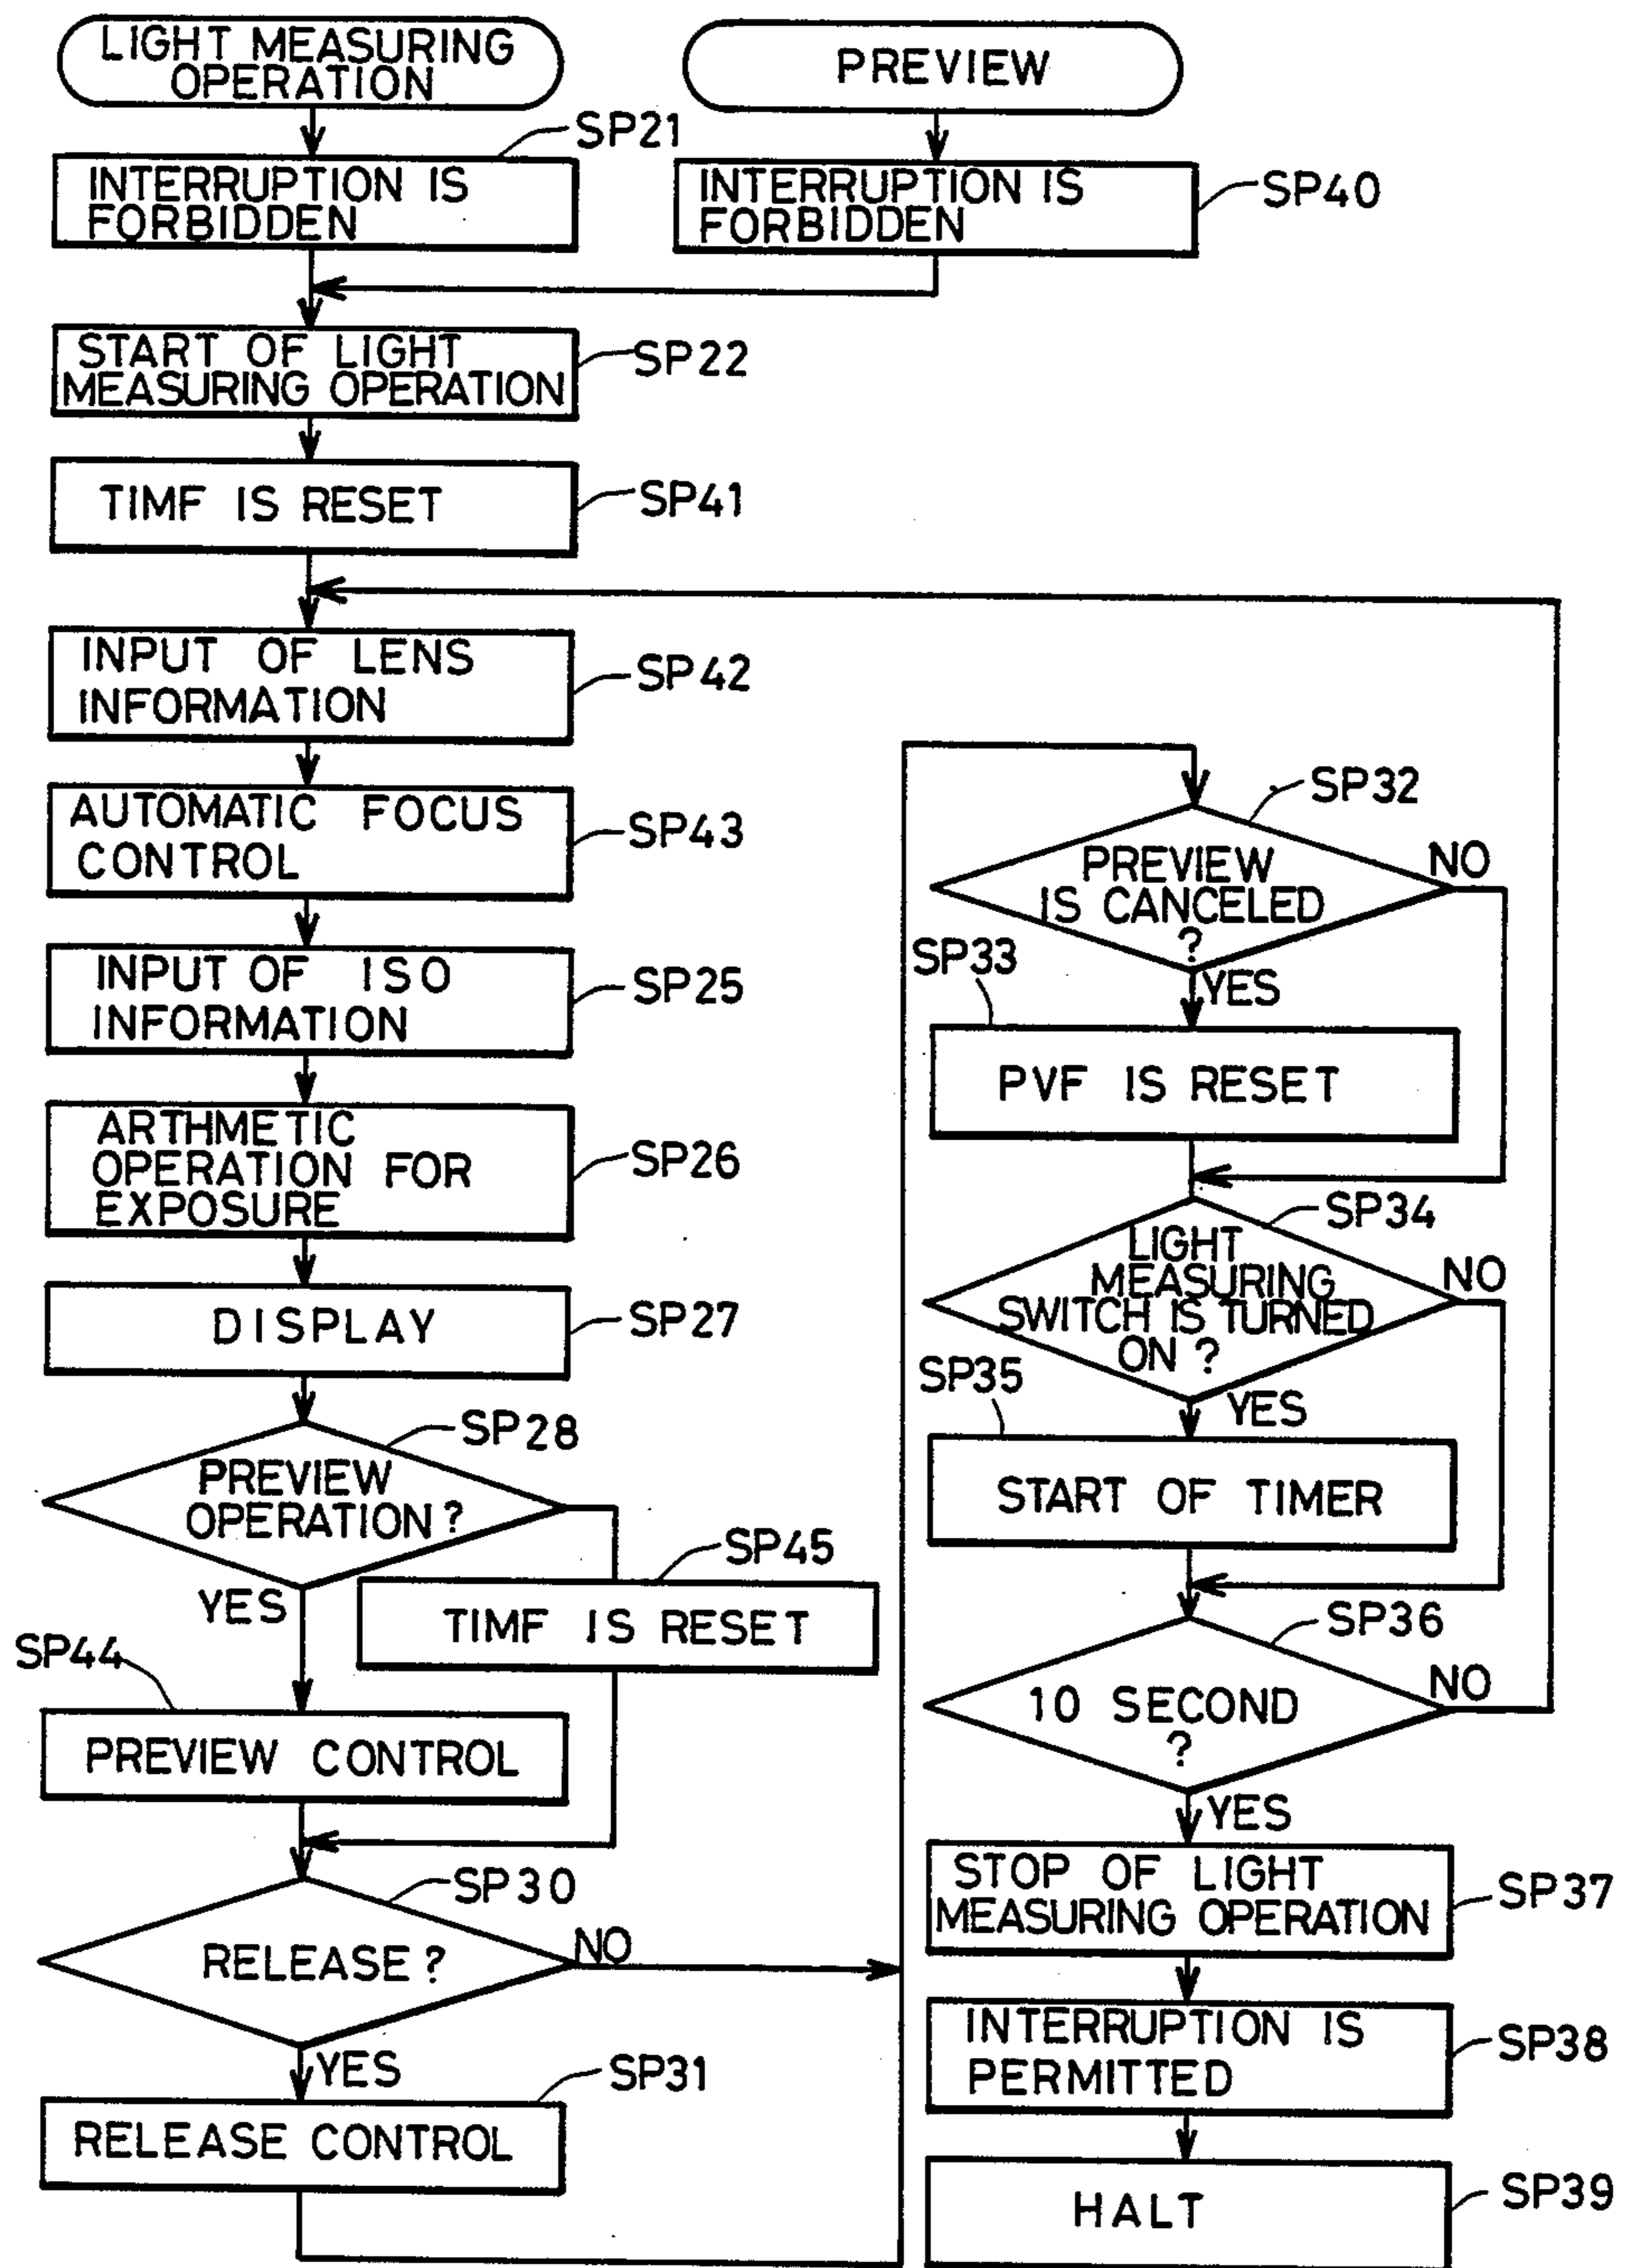 LIGHT MEASURING
OPERATION
PREVIEW
SP21
INTERRUPTION IS
FORBIDDEN
INTERRUPTION IS
FORBIDDEN
SP40
START OF LIGHT
MEASURING OPERATION
SP22
TIMF IS RESET
SP41
INPUT OF LENS
INFORMATION
SP42
AUTOMATIC FOCUS
CONTROL
SP43
INPUT OF ISO
INFORMATION
SP25
ARTHMETIC
OPERATION FOR
EXPOSURE
SP26
DISPLAY
SP27
SP28
PREVIEW
OPERATION?
YES
SP45
TIMF IS RESET
SP44
PREVIEW CONTROL
SP30
RELEASE?
NO
YES
SP31
RELEASE CONTROL
SP32
PREVIEW
IS CANCELED
?
NO
YES
SP33
PVF IS RESET
SP34
LIGHT
MEASURING
SWITCH IS TURNED
ON ?
NO
YES
SP35
START OF TIMER
SP36
10 SECOND
?
NO
YES
STOP OF LIGHT
MEASURING OPERATION
SP37
INTERRUPTION IS
PERMITTED
SP38
HALT
SP39